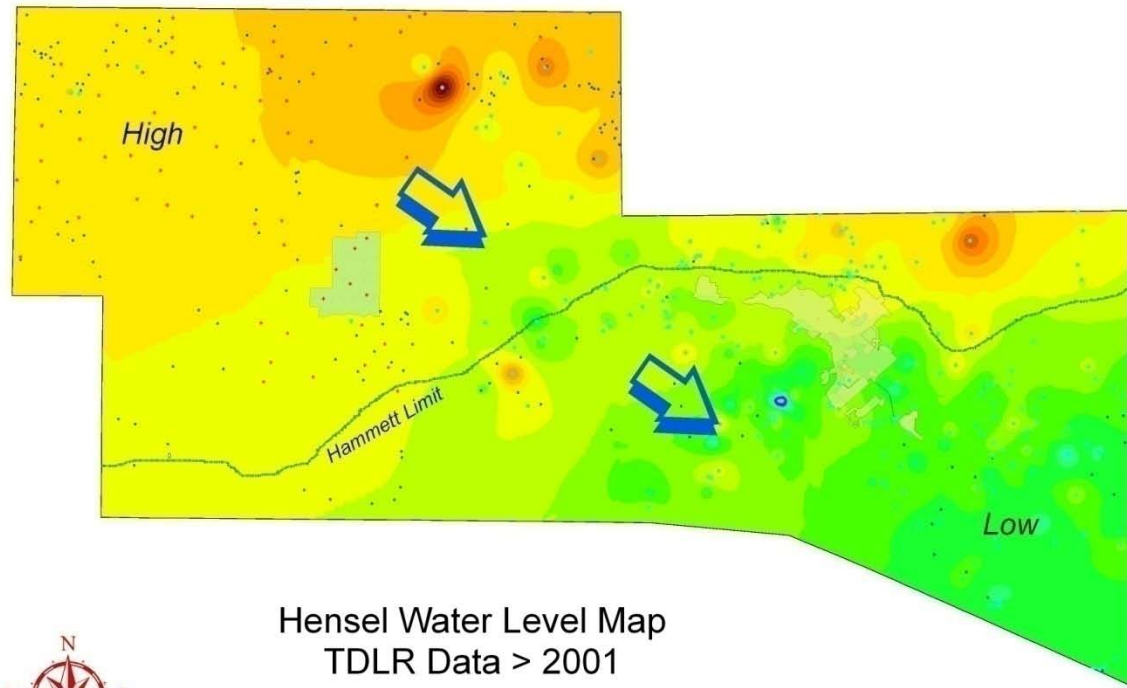 High
Hammett Limit
Low
Hensel Water Level Map
TDLR Data > 2001
N